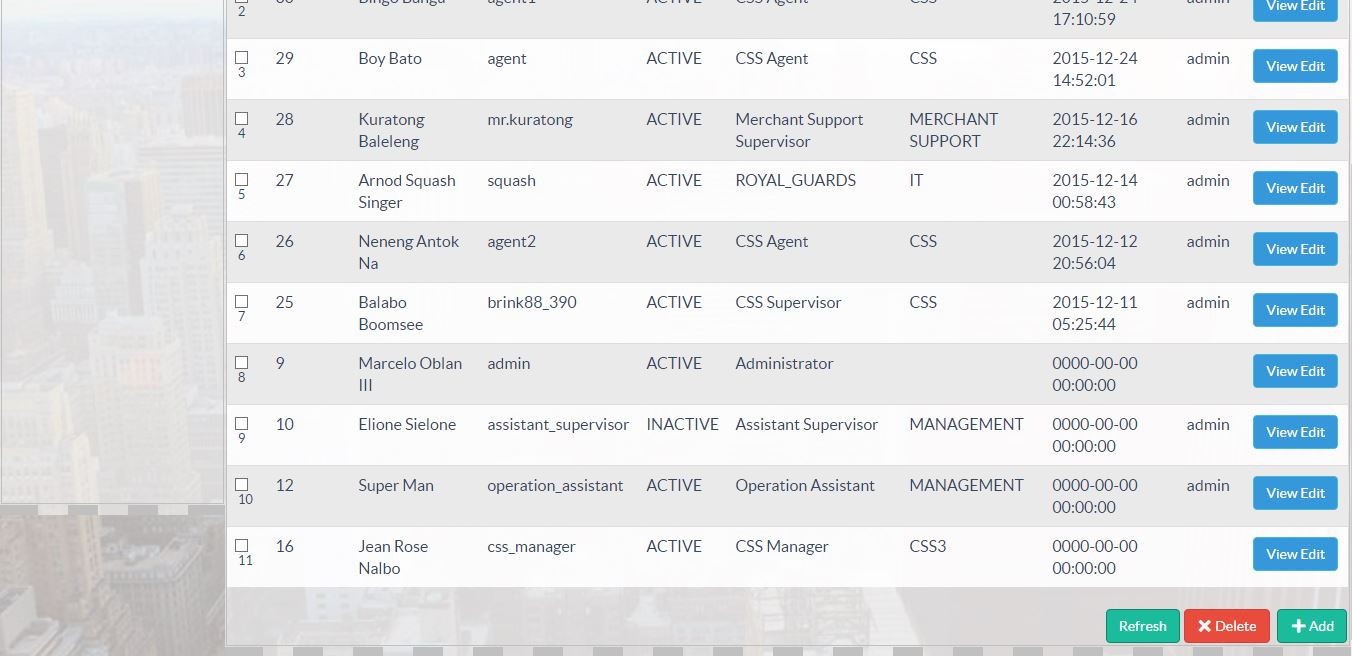 2 30 Bingo Bangu agent1 ACTIVE CSS Agent CSS 2015-12-24 admin View Edit
17:10:59
3 29 Boy Bato agent ACTIVE CSS Agent CSS 2015-12-24 admin View Edit
14:52:01
4 28 Kuratong mr.kuratong ACTIVE Merchant Support MERCHANT 2015-12-16 admin View Edit
Baleleng Supervisor SUPPORT 22:14:36
5 27 Arnod Squash squash ACTIVE ROYAL_GUARDS IT 2015-12-14 admin View Edit
Singer 00:58:43
6 26 Neneng Antok agent2 ACTIVE CSS Agent CSS 2015-12-12 admin View Edit
Na 20:56:04
7 25 Balabo brink88_390 ACTIVE CSS Supervisor CSS 2015-12-11 admin View Edit
Boomsee 05:25:44
8 9 Marcelo Oblan admin ACTIVE Administrator 0000-00-00 View Edit
III 00:00:00
9 10 Elione Sielone assistant_supervisor INACTIVE Assistant Supervisor MANAGEMENT 0000-00-00 admin View Edit
00:00:00
10 12 Super Man operation_assistant ACTIVE Operation Assistant MANAGEMENT 0000-00-00 admin View Edit
00:00:00
11 16 Jean Rose css_manager ACTIVE CSS Manager CSS3 0000-00-00 View Edit
Nalbo 00:00:00
Refresh Delete Add